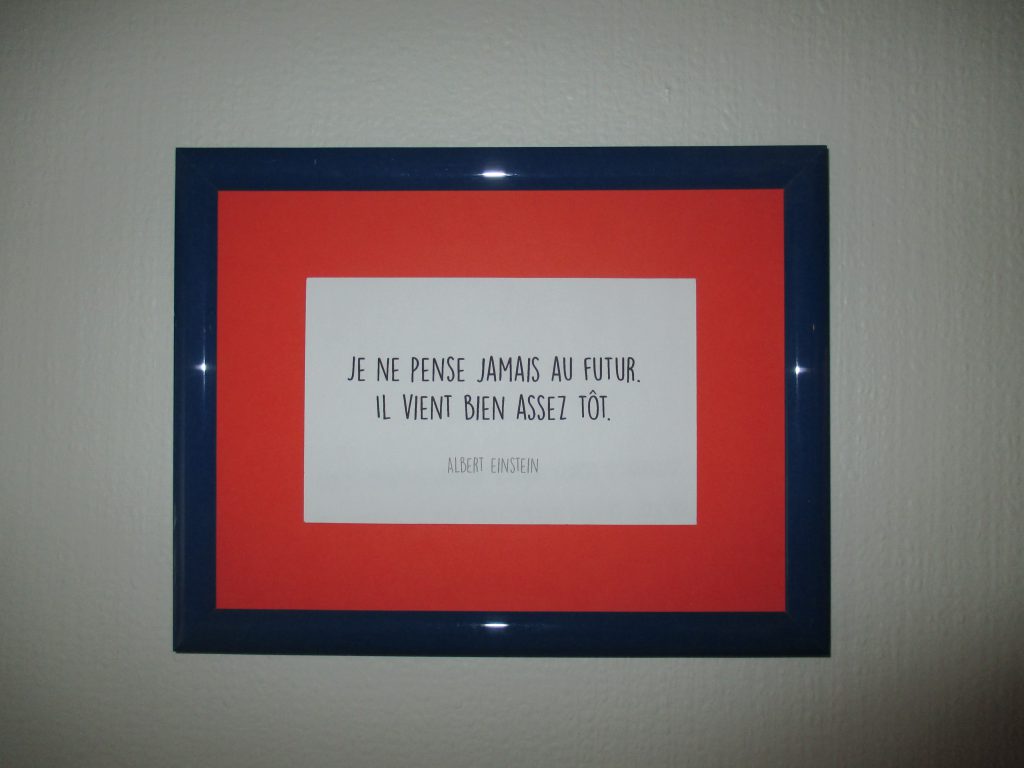 JE NE PENSE JAMAIS AU FUTUR.
IL VIENT BIEN ASSEZ TÔT.
ALBERT EINSTEIN